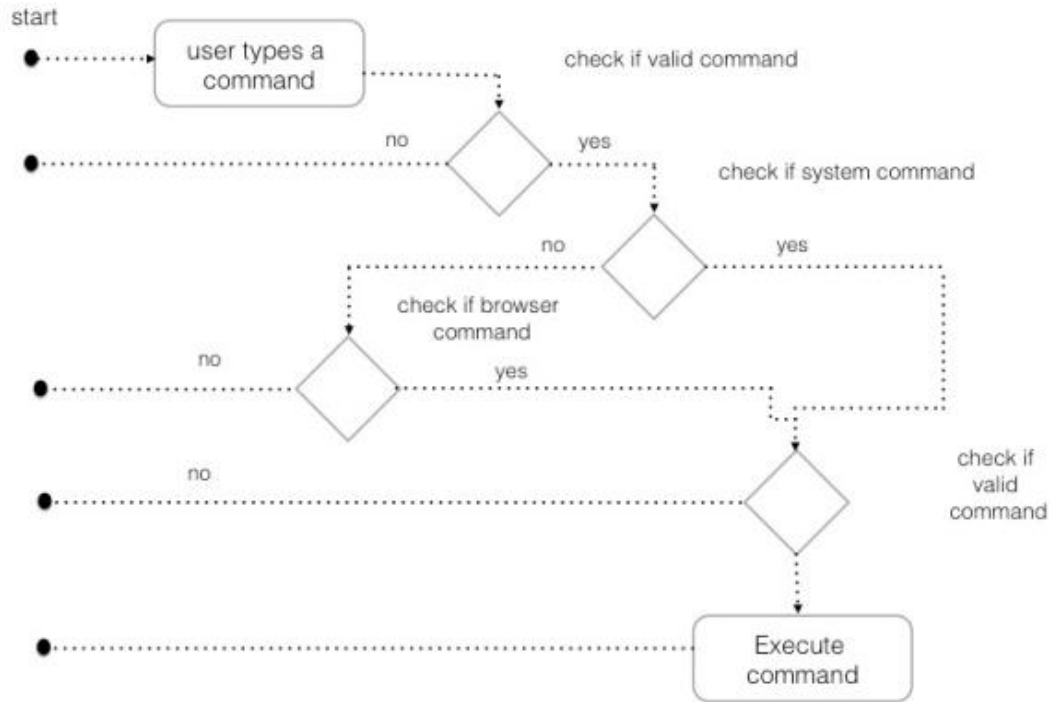 start
user types a
command
check if valid command
no
yes
check if system command
no
yes
check if browser
command
no
yes
no
check if
valid
command
Execute
command